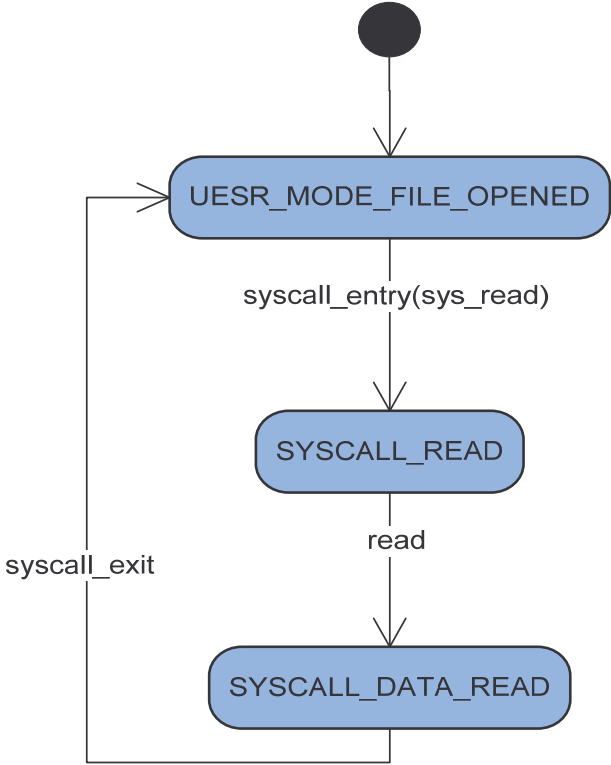 UESR_MODE_FILE_OPENED
syscall_entry(sys_read)
SYSCALL_READ
read
syscall_exit
SYSCALL_DATA_READ